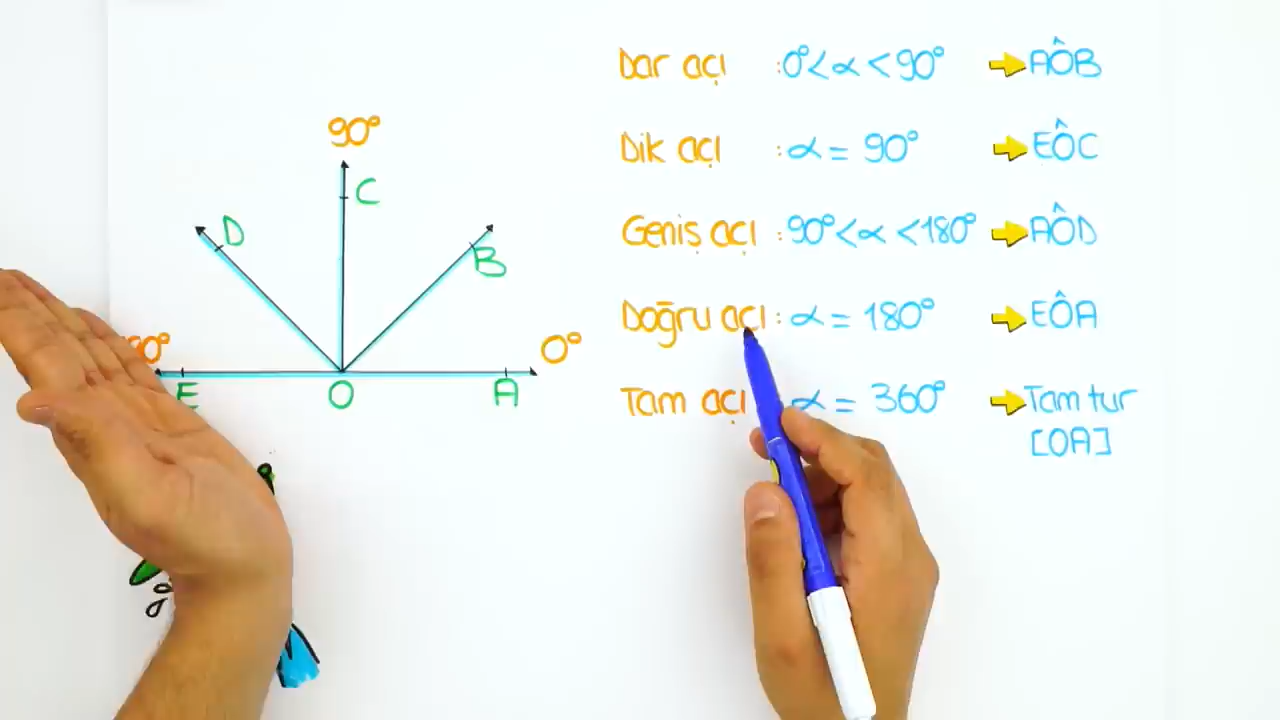 90°
C
D
B
0°
E
O
A
Dar açı : 0°<α<90° AÔB
Dik açı : α = 90° EÔC
Geniş açı : 90°<α<180° AÔD
Doğru açı : α = 180° EÔA
Tam açı α = 360° Tam tur
[OA]